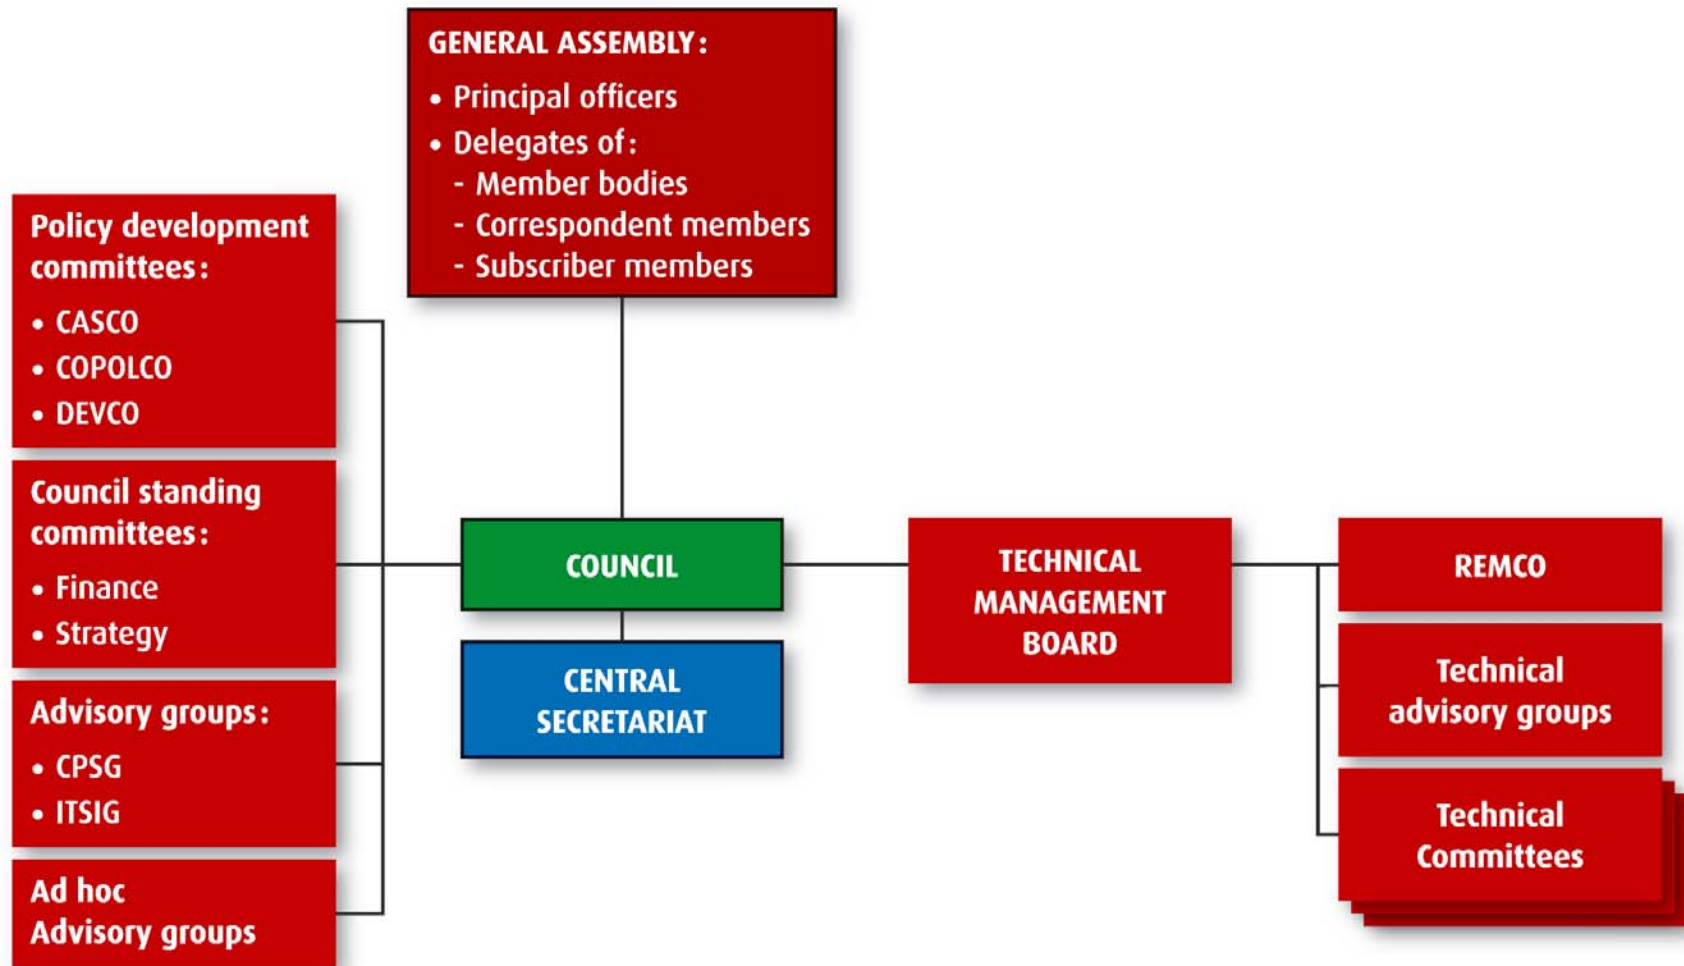 GENERAL ASSEMBLY:
• Principal officers
• Delegates of:
- Member bodies
- Correspondent members
- Subscriber members
Policy development
committees:
• CASCO
• COPOLCO
• DEVCO
Council standing
committees:
• Finance
• Strategy
Advisory groups:
• CPSG
• ITSIG
Ad hoc
Advisory groups
COUNCIL
CENTRAL
SECRETARIAT
TECHNICAL
MANAGEMENT
BOARD
REMCO
Technical
advisory groups
Technical
Committees